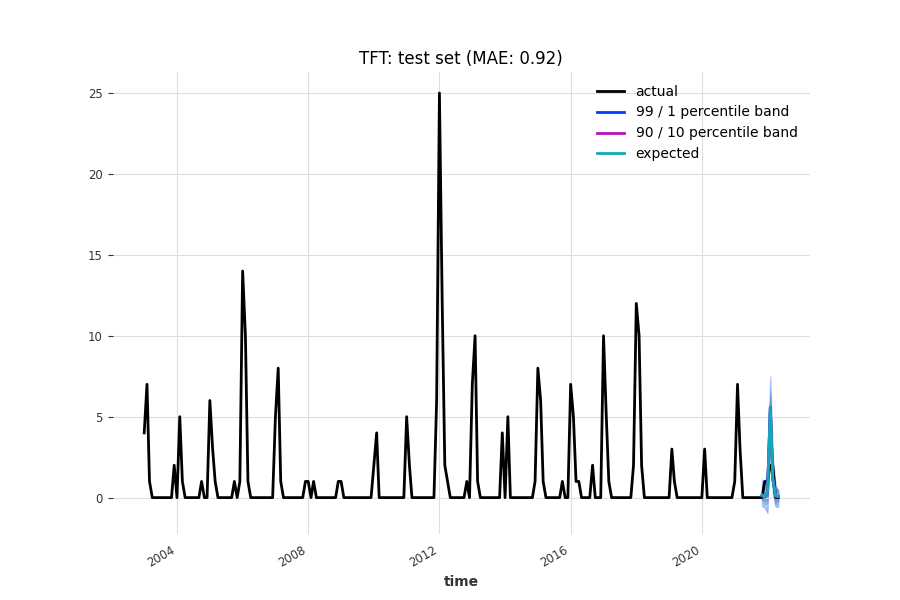 TFT: test set (MAE: 0.92)
actual
99 / 1 percentile band
90 / 10 percentile band
expected
25
20
15
10
5
0
2004
2008
2012
2016
2020
time